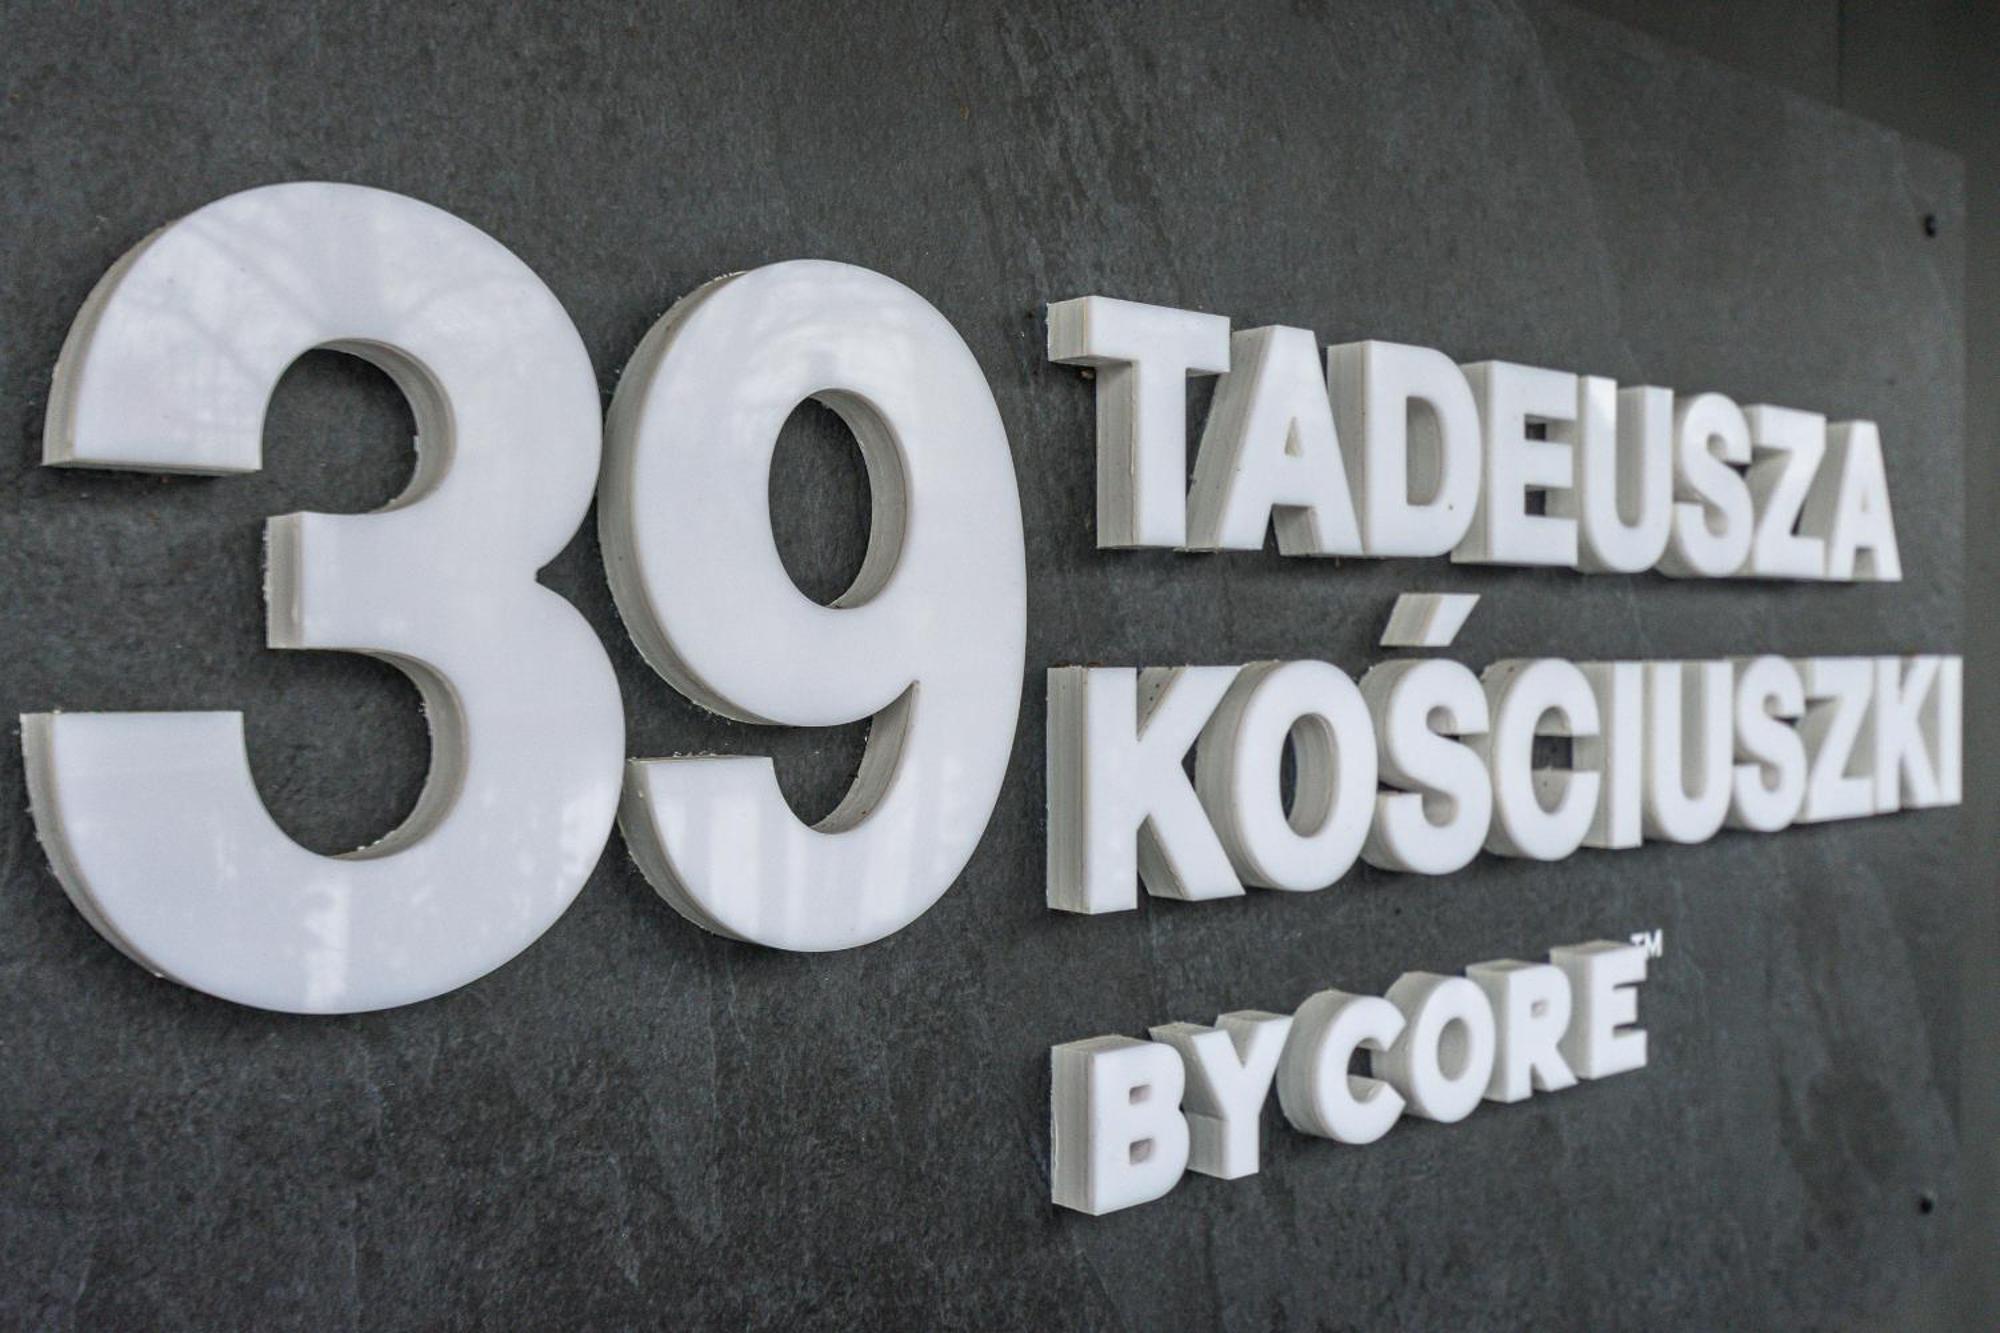 39
TADEUSZA
KOŚCIUSZKI
BYCORE™